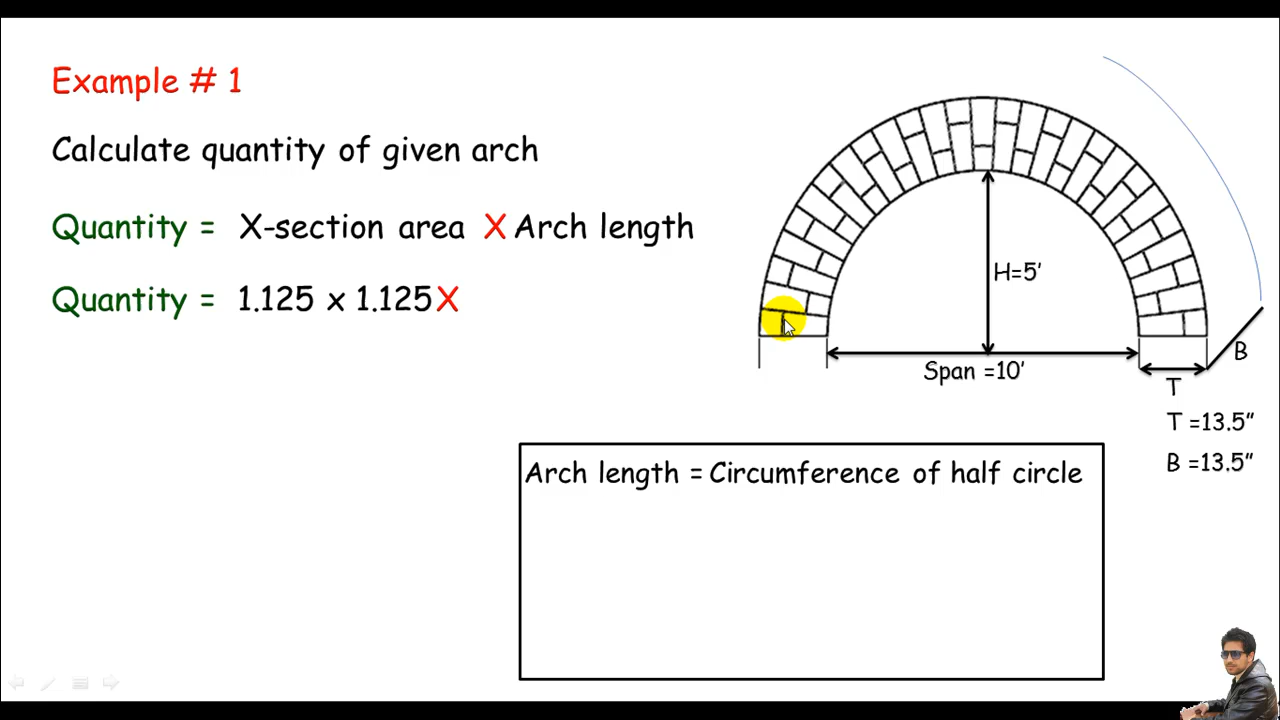 Example # 1
Calculate quantity of given arch
Quantity = X-section area X Arch length
Quantity = 1.125 x 1.125X
H=5'
Span =10'
B
T
T =13.5”
B =13.5”
Arch length = Circumference of half circle